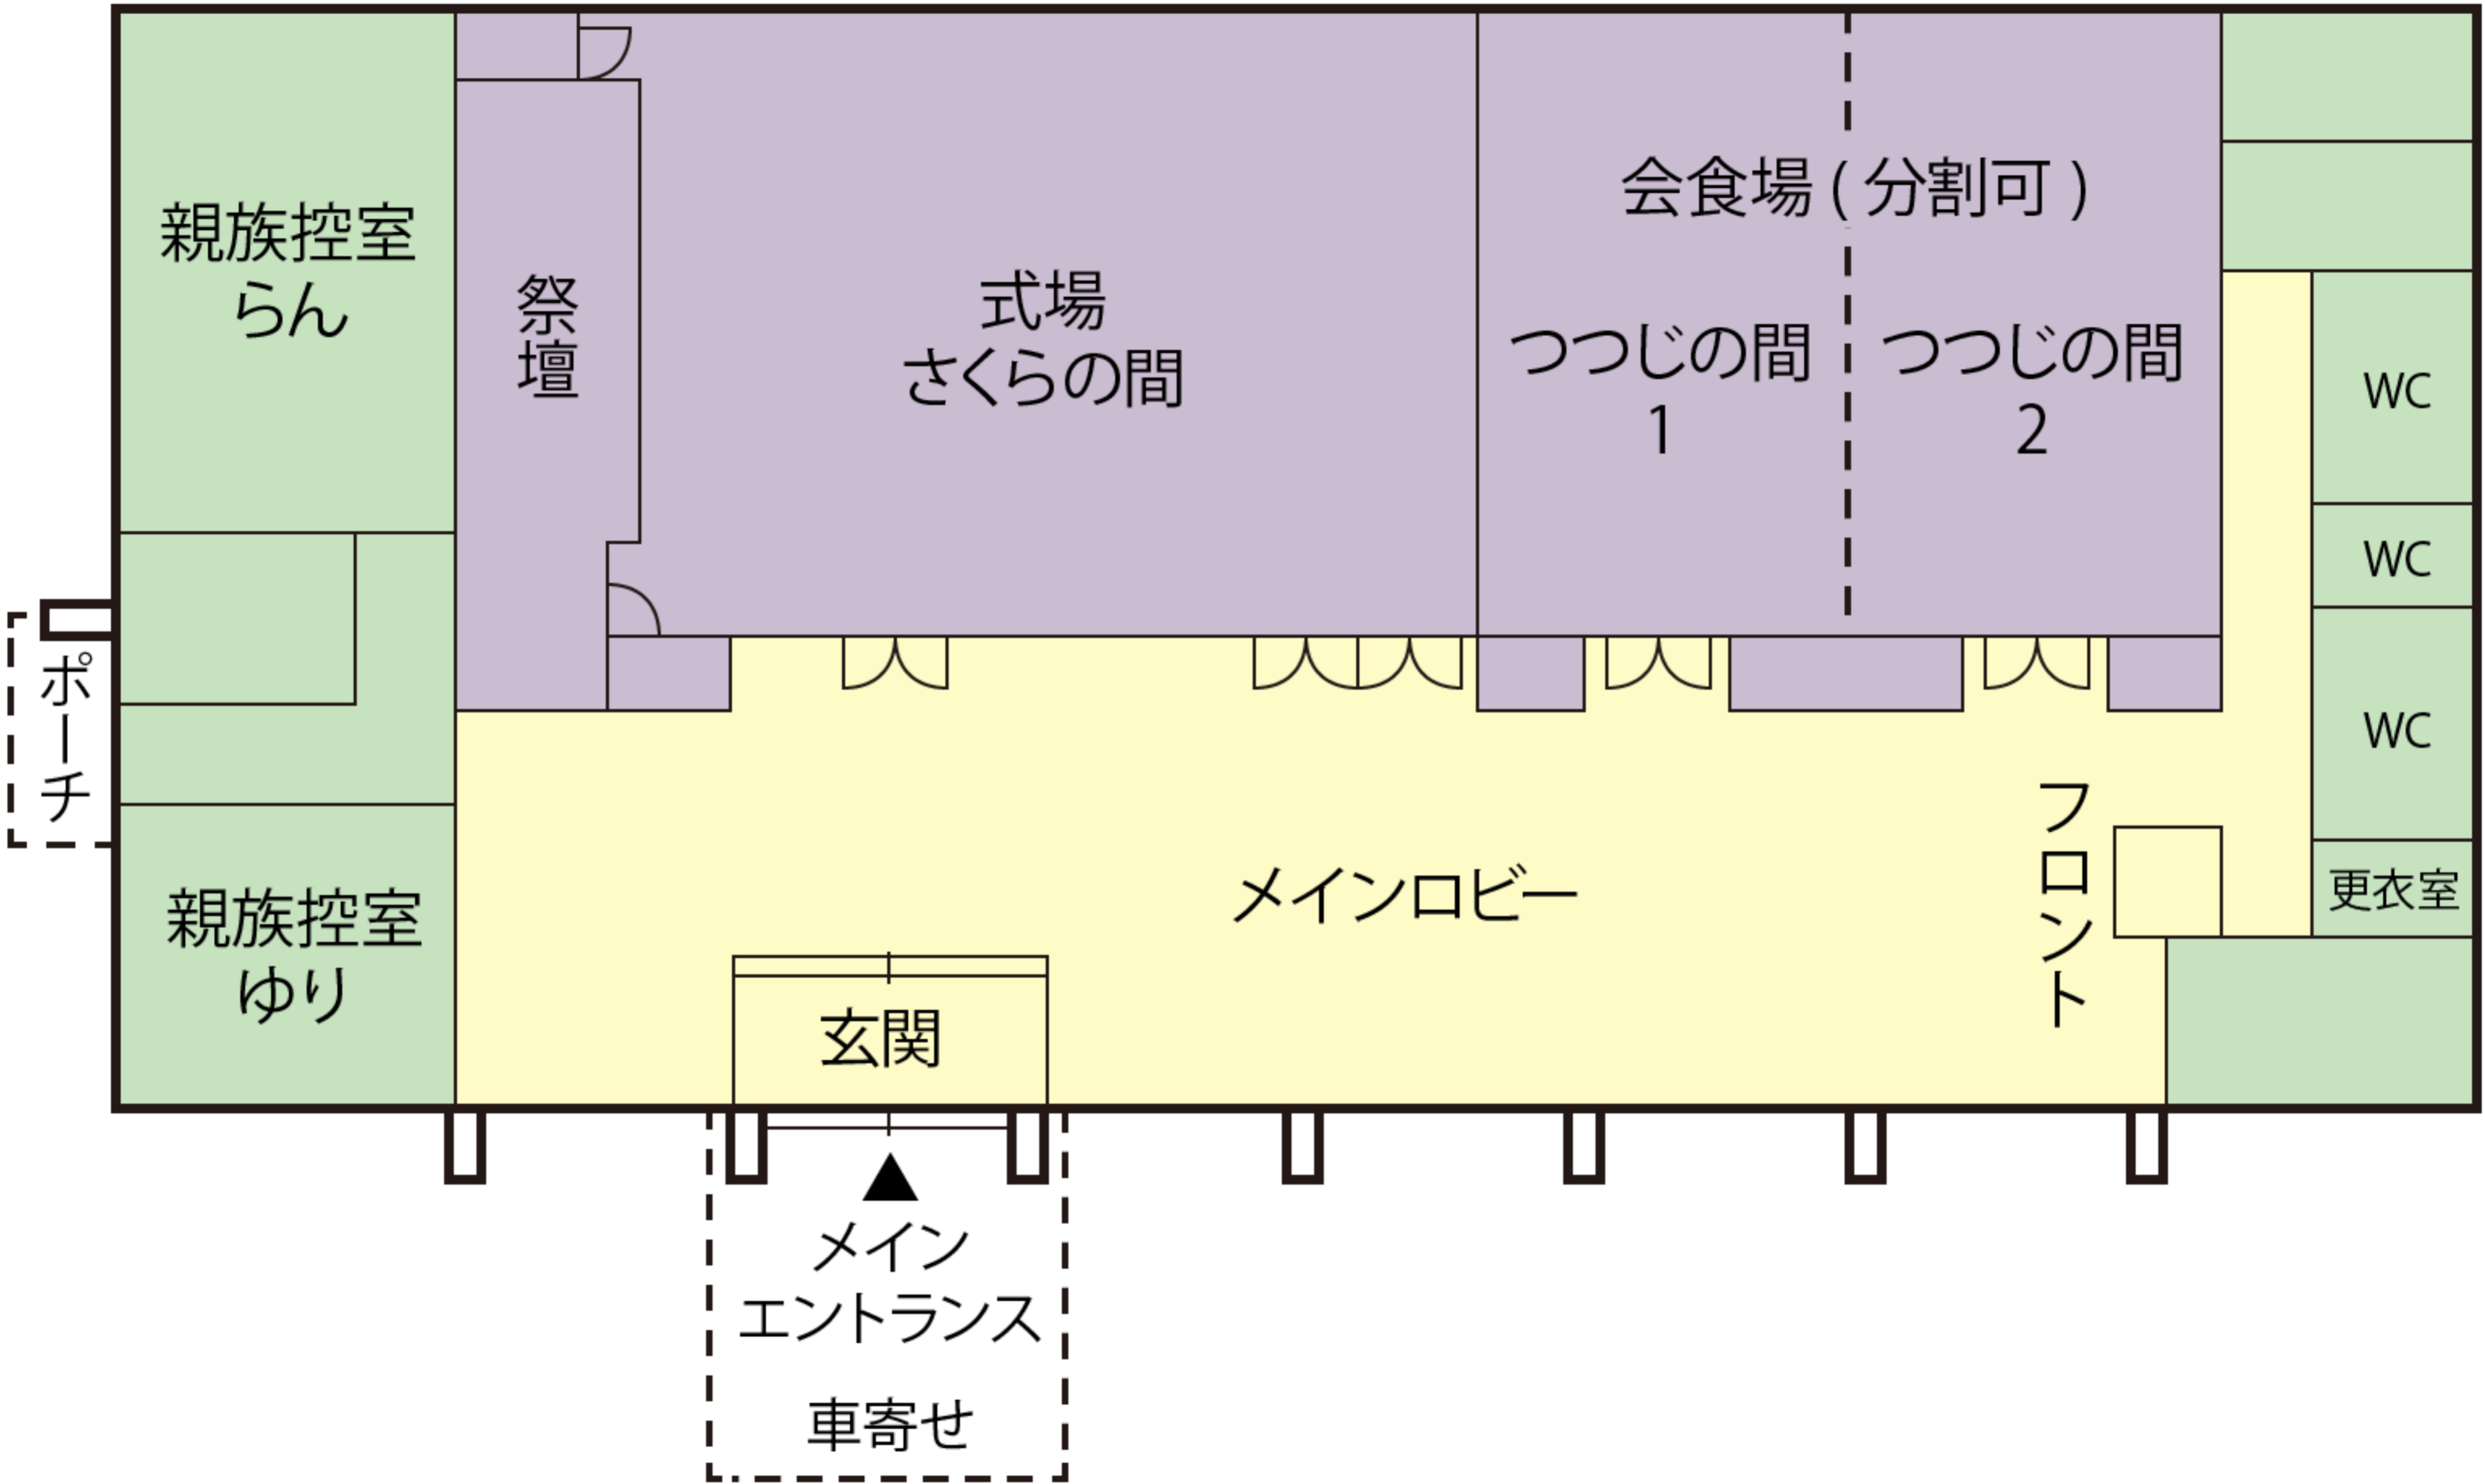 親族控室
らん
祭壇
式場
さくらの間
会食場 ( 分割可 )
つつじの間
1
つつじの間
2
WC
WC
WC
更衣室
ポーチ
親族控室
ゆり
メインロビー
フロント
玄関
メイン
エントランス
車寄せ